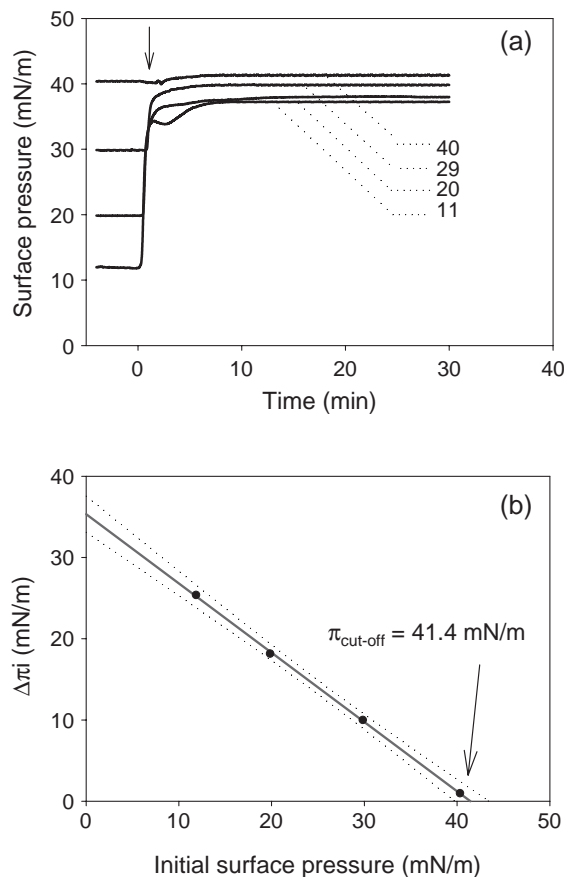 (a)
50
40
30
20
10
0
Surface pressure (mN/m)
40
29
20
11
0 10 20 30 40
Time (min)
(b)
40
30
20
10
0
Δπi (mN/m)
π cut-off = 41.4 mN/m
0 10 20 30 40 50
Initial surface pressure (mN/m)